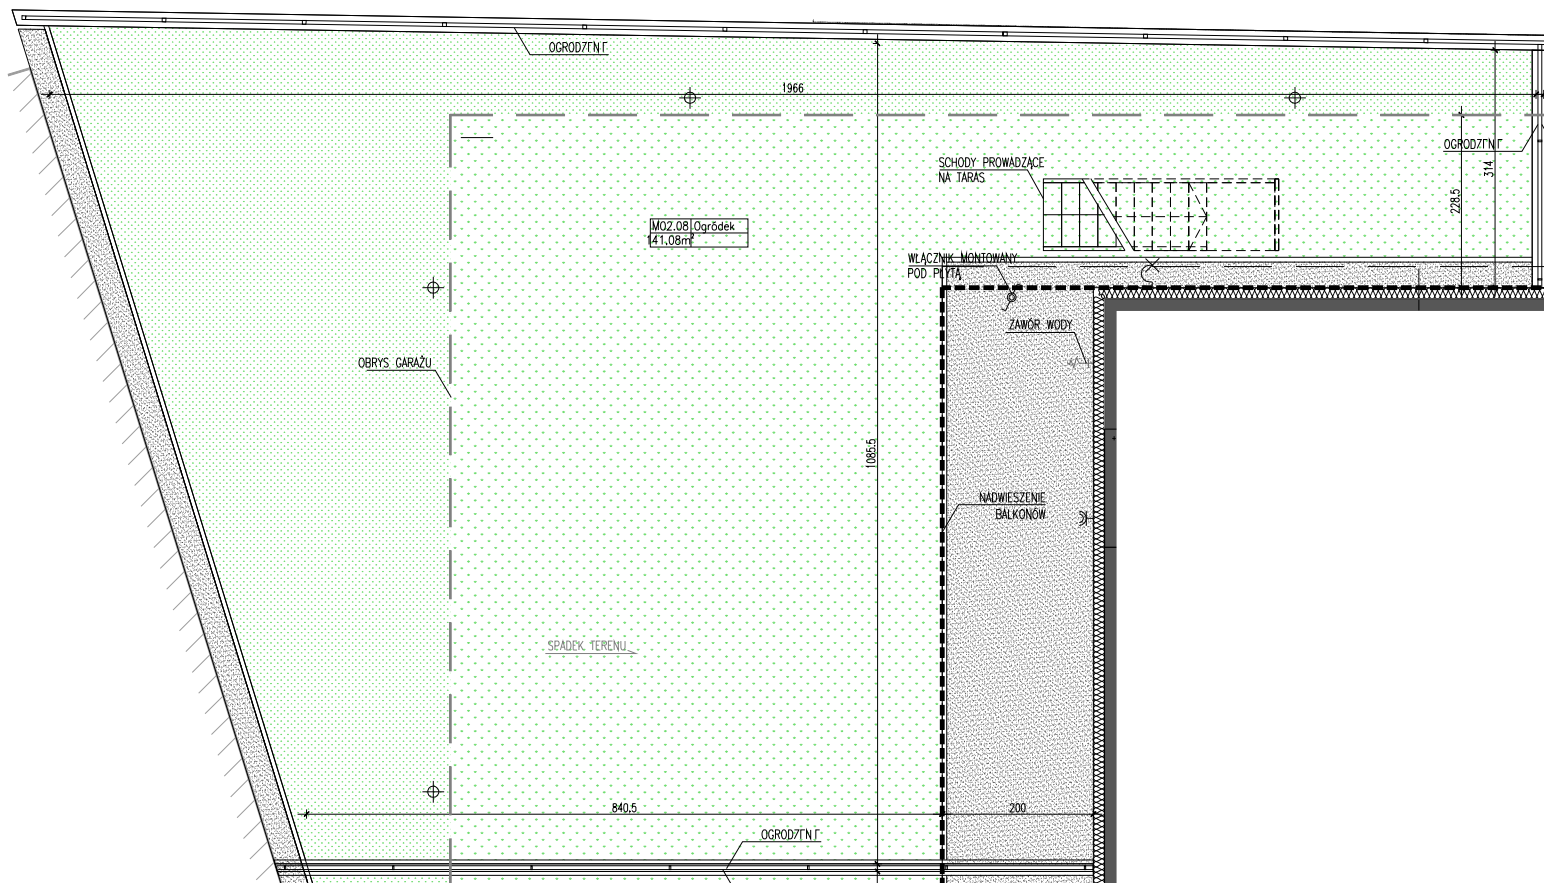 OGRODZENIE
1966
OGRODZENIE
SCHODY PROWADZĄCE
NA TARAS
314
228.5
M02.08 Ogródek
141.08m²
WŁĄCZNIK MONTOWANY
POD PŁYTĄ
ZAWÓR WODY
OBRYS GARAŻU
1085.5
NADWIESZENIE
BALKONÓW
SPADEK TERENU
840.5
200
OGRODZENIE